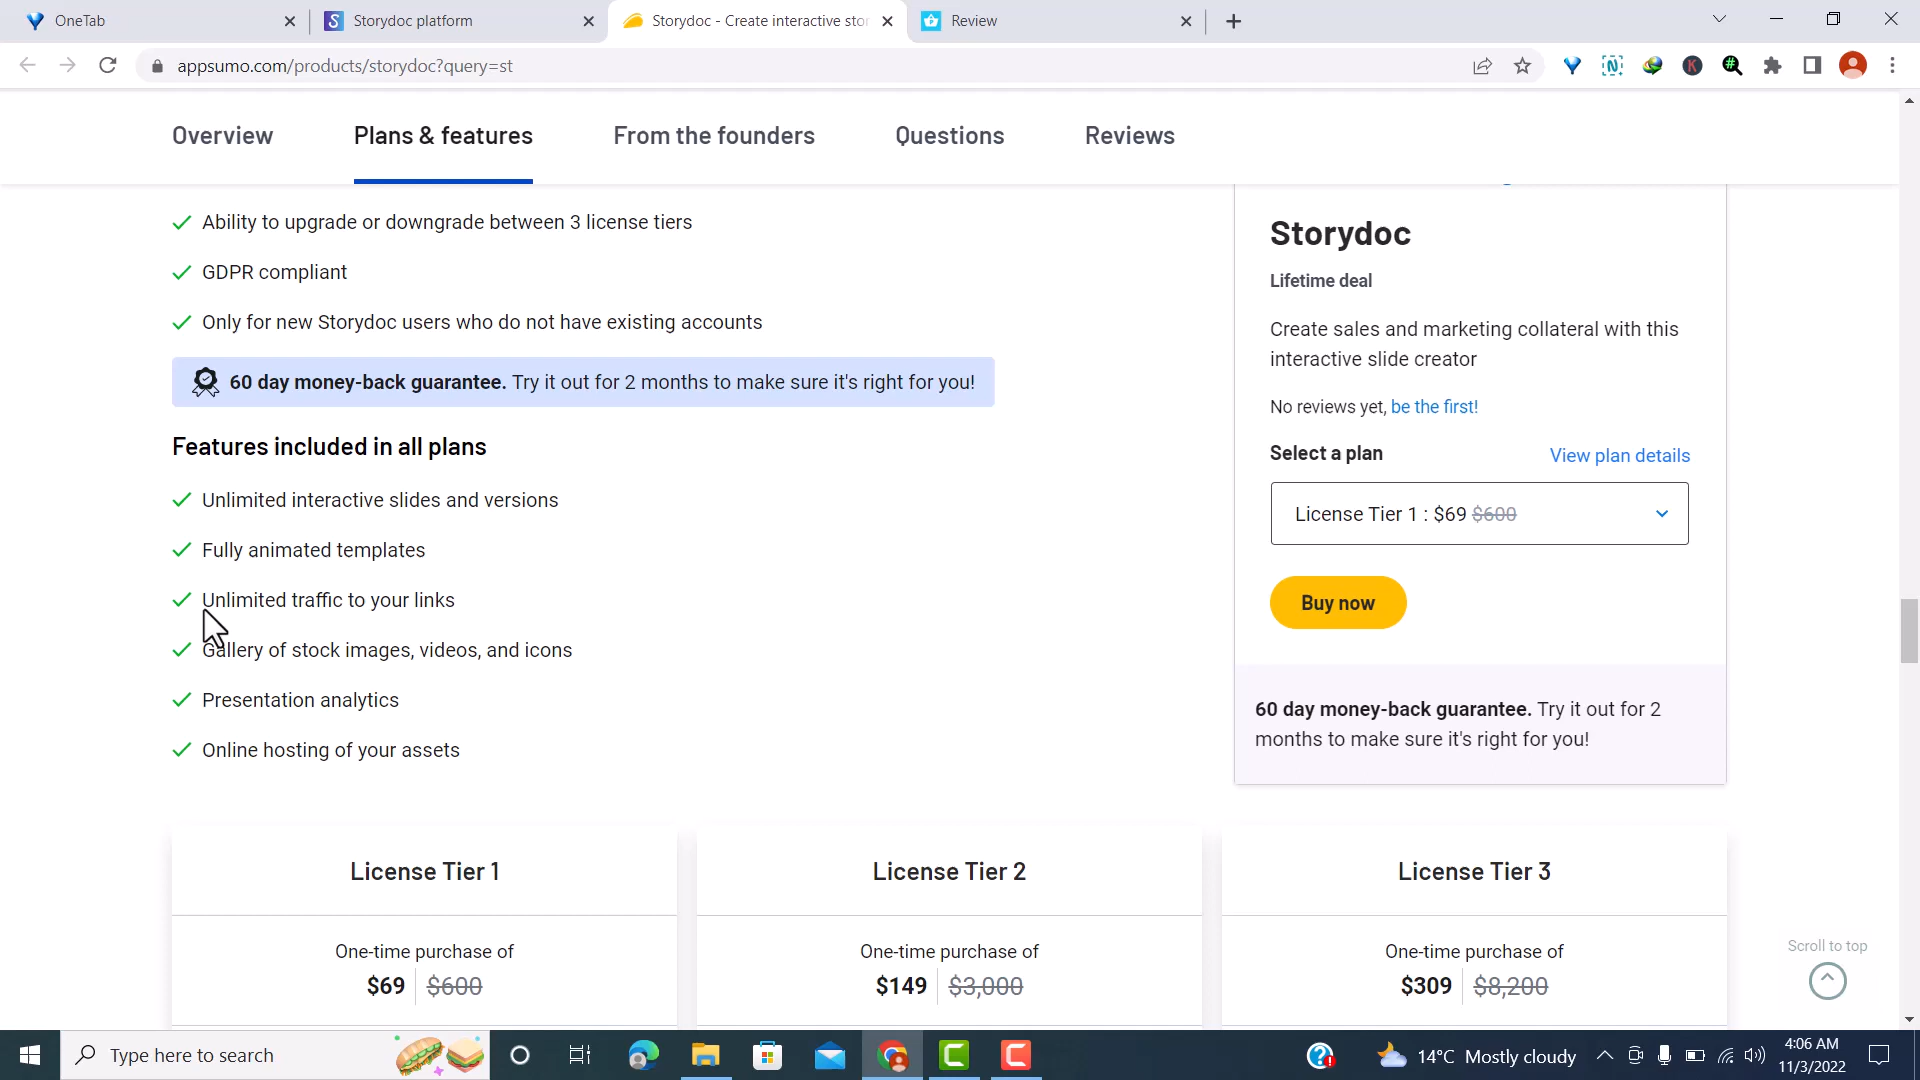 OneTab
Storydoc platform
Storydoc - Create interactive stor
Review
appsumo.com/products/storydoc?query=st
Overview
Plans & features
From the founders
Questions
Reviews
Ability to upgrade or downgrade between 3 license tiers
GDPR compliant
Only for new Storydoc users who do not have existing accounts
60 day money-back guarantee. Try it out for 2 months to make sure it's right for you!
Features included in all plans
Unlimited interactive slides and versions
Fully animated templates
Unlimited traffic to your links
Gallery of stock images, videos, and icons
Presentation analytics
Online hosting of your assets
Storydoc
Lifetime deal
Create sales and marketing collateral with this
interactive slide creator
No reviews yet, be the first!
Select a plan
View plan details
License Tier 1 : $69 $600
Buy now
60 day money-back guarantee. Try it out for 2
months to make sure it's right for you!
License Tier 1
One-time purchase of
$69 $600
License Tier 2
One-time purchase of
$149 $3,000
License Tier 3
One-time purchase of
$309 $8,200
Scroll to top
Type here to search
14°C Mostly cloudy
4:06 AM
11/3/2022